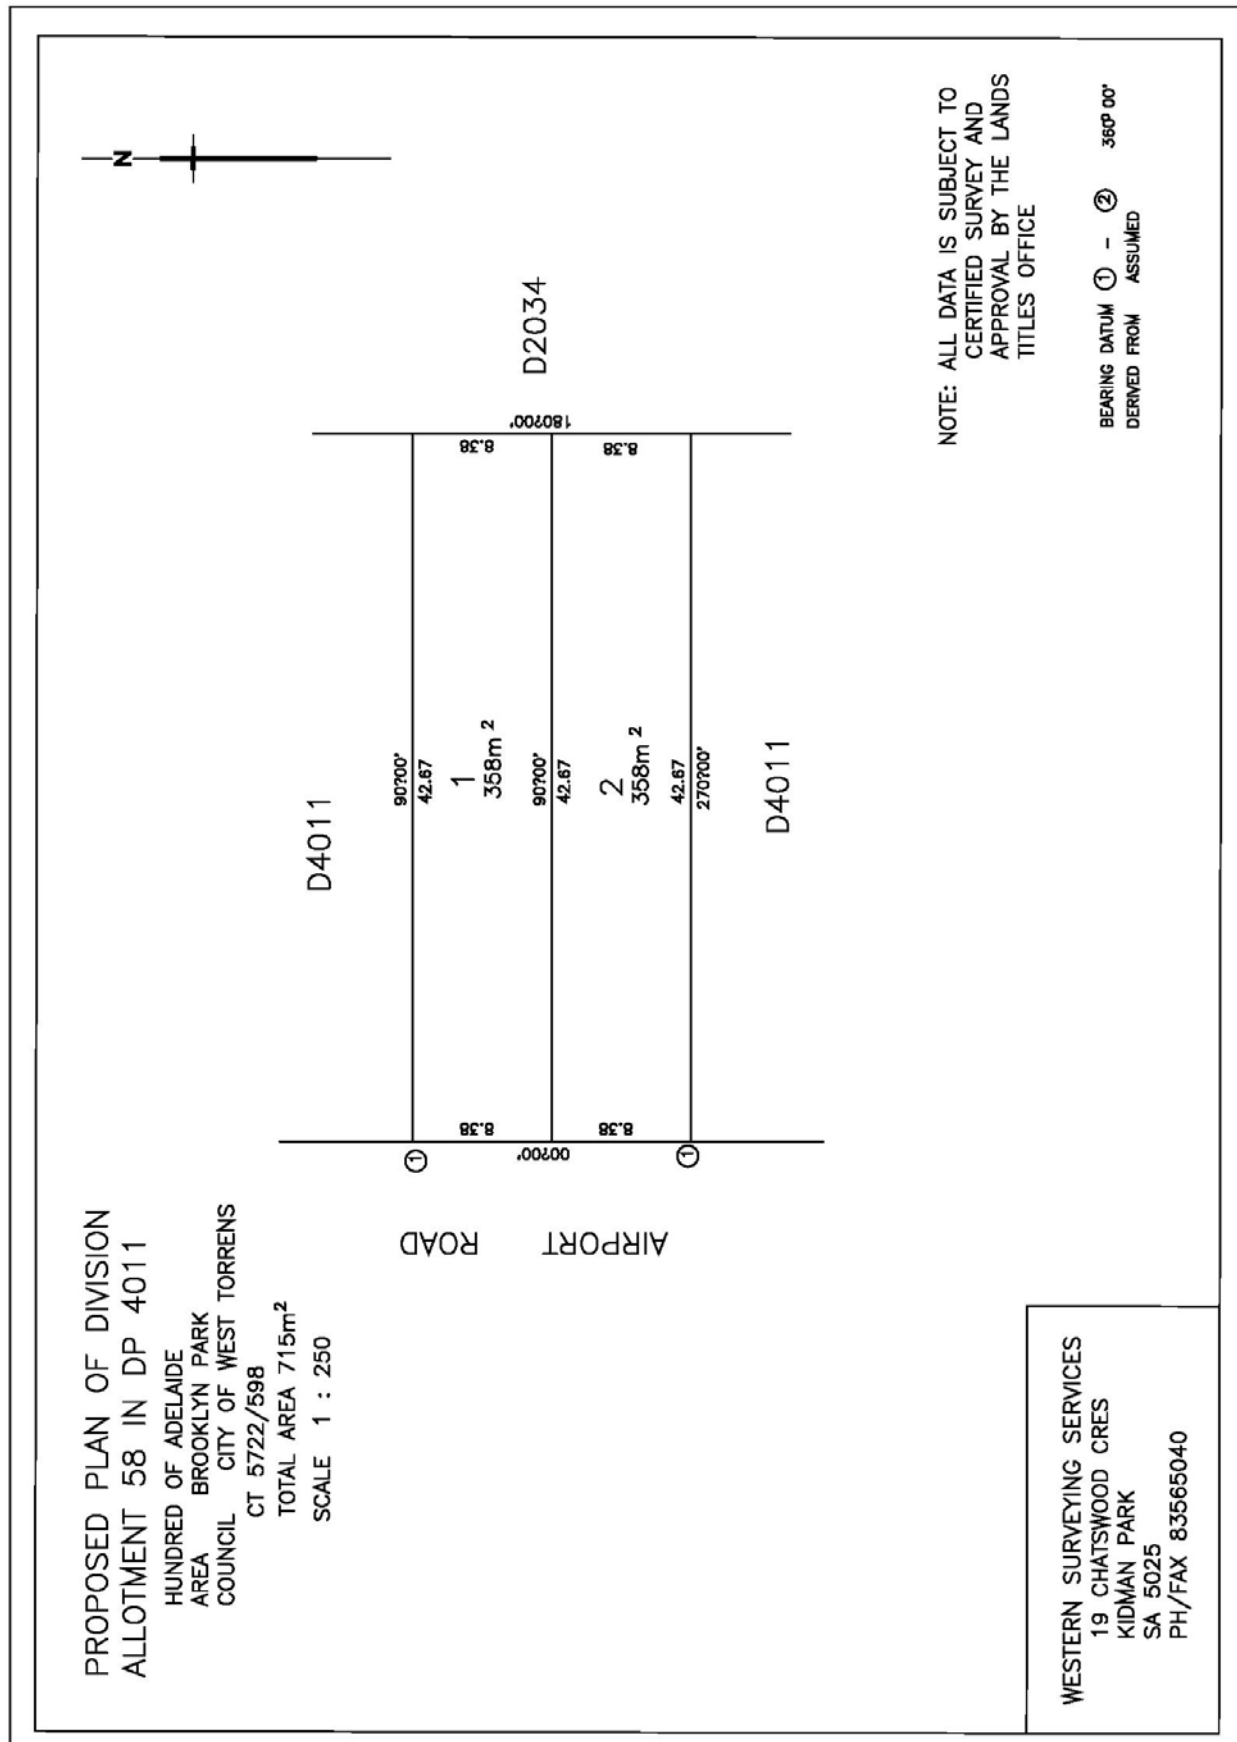 PROPOSED PLAN OF DIVISION
ALLOTMENT 58 IN DP 4011
HUNDRED OF ADELAIDE
AREA BROOKLYN PARK
COUNCIL CITY OF WEST TORRENS
CT 5722/598
TOTAL AREA 715m²
SCALE 1 : 250
N
D4011
D2034
90?00'
42.67
1
358m²
8.38
8.38
90?00'
42.67
2
358m²
8.38
8.38
42.67
270?00'
00?00'
180?00'
①
①
AIRPORT ROAD
D4011
NOTE: ALL DATA IS SUBJECT TO
CERTIFIED SURVEY AND
APPROVAL BY THE LANDS
TITLES OFFICE
BEARING DATUM ① - ② 360º 00'
DERIVED FROM ASSUMED
WESTERN SURVEYING SERVICES
19 CHATSWOOD CRES
KIDMAN PARK
SA 5025
PH/FAX 83565040